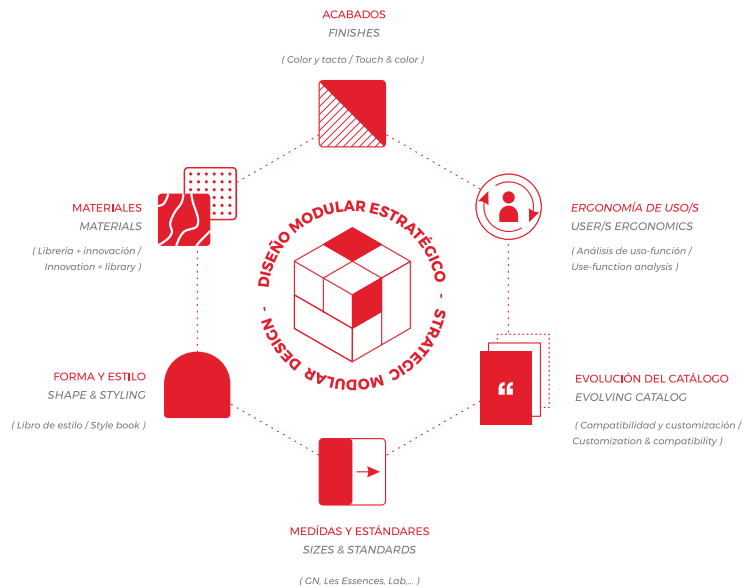 ACABADOS
FINISHES
( Color y tacto / Touch & color )
MATERIALES
MATERIALS
( Libreria + innovación /
Innovation + library )
DISEÑO MODULAR ESTRATÉGICO - STRATEGIC MODULAR DESIGN -
ERGONOMÍA DE USO/S
USER/S ERGONOMICS
( Análisis de uso-función /
Use-function analysis )
FORMA Y ESTILO
SHAPE & STYLING
( Libro de estilo / Style book )
“
EVOLUCIÓN DEL CATÁLOGO
EVOLVING CATALOG
( Compatibilidad y customización /
Customization & compatibility )
MEDÍDAS Y ESTÁNDARES
SIZES & STANDARDS
( GN, Les Essences, Lab,... )